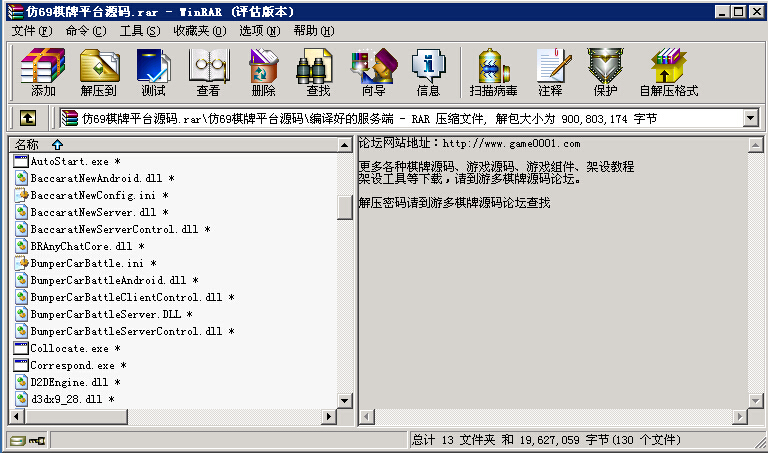 仿69棋牌平台源码.rar - WinRAR (评估版本)
文件(F) 命令(C) 工具(S) 收藏夹(O) 选项(N) 帮助(H)
添加 解压到 测试 查看 删除 查找 向导 信息 扫描病毒 注释 保护 自解压格式
仿69棋牌平台源码.rar\仿69棋牌平台源码\编译好的服务端 - RAR 压缩文件, 解包大小为 900,803,174 字节
名称
AutoStart.exe *
BaccaratNewAndroid.dll *
BaccaratNewConfig.ini *
BaccaratNewServer.dll *
BaccaratNewServerControl.dll *
BRAnyChatCore.dll *
BumperCarBattle.ini *
BumperCarBattleAndroid.dll *
BumperCarBattleClientControl.dll *
BumperCarBattleServer.DLL *
BumperCarBattleServerControl.dll *
Collocate.exe *
Correspond.exe *
D2DEngine.dll *
d3dx9_28.dll *
论坛网站地址：http://www.game0001.com
更多各种棋牌源码、游戏源码、游戏组件、架设教程
架设工具等下载，请到游多棋牌源码论坛。
解压密码请到游多棋牌源码论坛查找
总计 13 文件夹 和 19,627,059 字节(130 个文件)